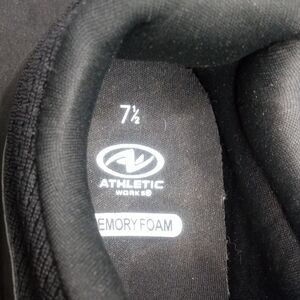 7½
ATHLETIC
WORKS®
EMORY FOAM